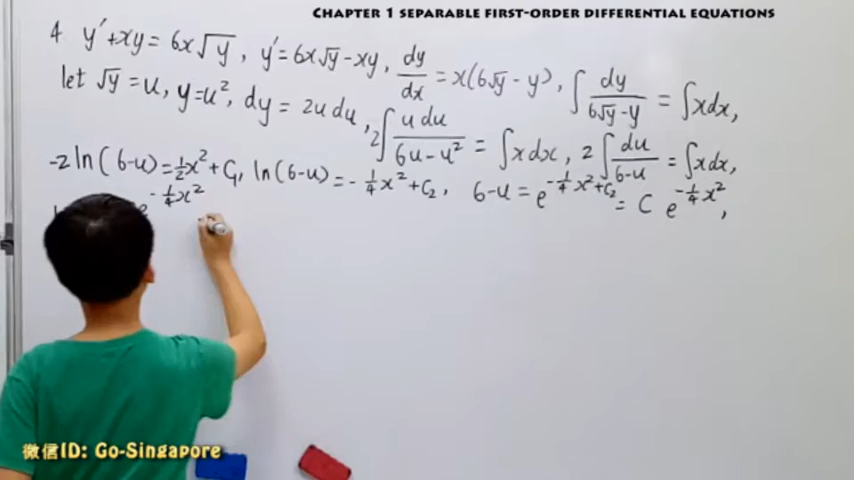 CHAPTER 1 SEPARABLE FIRST-ORDER DIFFERENTIAL EQUATIONS
4 y′+xy = 6x√y, y′= 6x√y-xy, dy/dx = x(6√y - y), ∫ dy/(6√y-y) = ∫xdx,
let √y = u, y=u², dy = 2u du, 2∫ u du/(6u-u²) = ∫xdx, 2∫ du/(6-u) = ∫xdx,
-2 ln(6-u)=½x²+C₁, ln(6-u) = -¼x²+C₂, 6-u = e^(-¼x²+C₂) = C e^(-¼x²),
e^(-¼x²)
微信ID: Go-Singapore